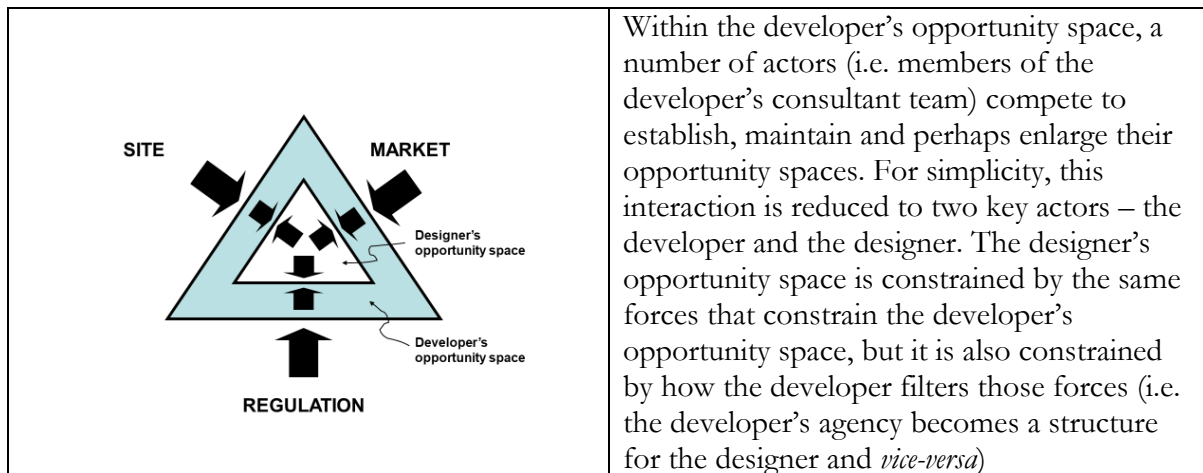 SITE
MARKET
Designer's
opportunity space
Developer's
opportunity space
REGULATION
Within the developer’s opportunity space, a
number of actors (i.e. members of the
developer’s consultant team) compete to
establish, maintain and perhaps enlarge their
opportunity spaces. For simplicity, this
interaction is reduced to two key actors – the
developer and the designer. The designer’s
opportunity space is constrained by the same
forces that constrain the developer’s
opportunity space, but it is also constrained
by how the developer filters those forces (i.e.
the developer’s agency becomes a structure
for the designer and vice-versa)